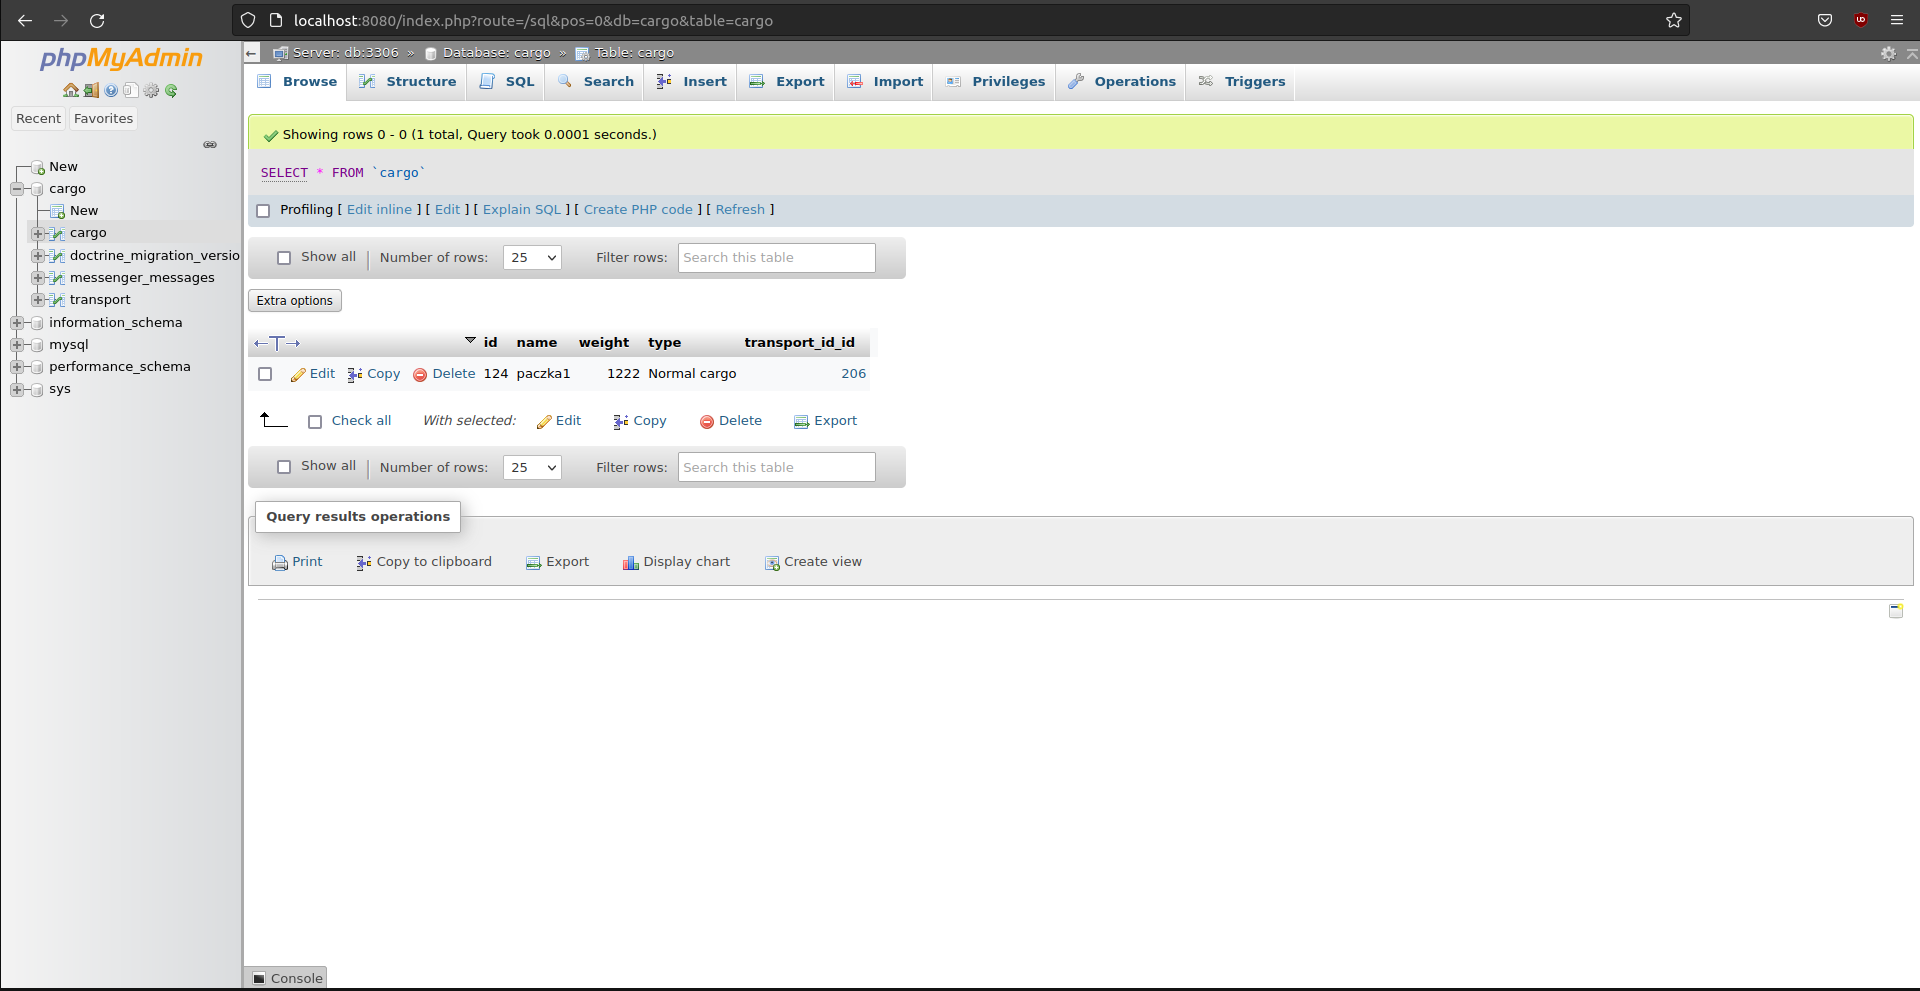 localhost:8080/index.php?route=/sql&pos=0&db=cargo&table=cargo
phpMyAdmin
Recent Favorites
New
cargo
New
cargo
doctrine_migration_versio
messenger_messages
transport
information_schema
mysql
performance_schema
sys
Server: db:3306 » Database: cargo » Table: cargo
Browse Structure SQL Search Insert Export Import Privileges Operations Triggers
Showing rows 0 - 0 (1 total, Query took 0.0001 seconds.)
SELECT * FROM `cargo`
Profiling [ Edit inline ] [ Edit ] [ Explain SQL ] [ Create PHP code ] [ Refresh ]
Show all Number of rows: 25 Filter rows: Search this table
Extra options
←T→ id name weight type transport_id_id
Edit Copy Delete 124 paczka1 1222 Normal cargo 206
Check all With selected: Edit Copy Delete Export
Show all Number of rows: 25 Filter rows: Search this table
Query results operations
Print Copy to clipboard Export Display chart Create view
Console